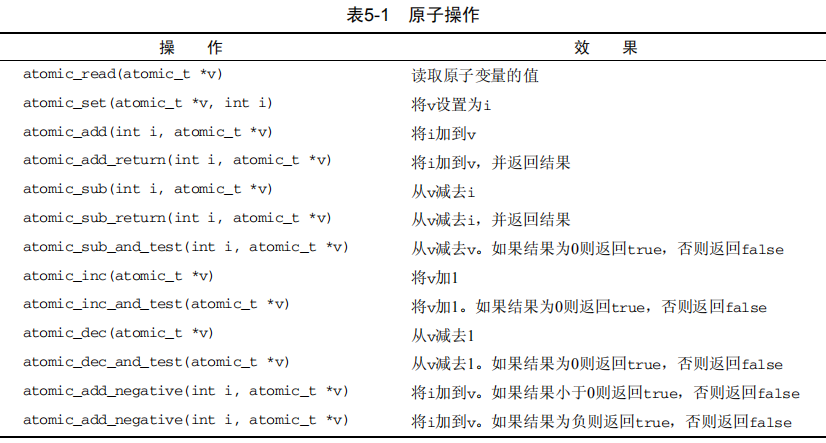 表5-1 原子操作
操 作 效 果
atomic_read(atomic_t *v) 读取原子变量的值
atomic_set(atomic_t *v, int i) 将v设置为i
atomic_add(int i, atomic_t *v) 将i加到v
atomic_add_return(int i, atomic_t *v) 将i加到v，并返回结果
atomic_sub(int i, atomic_t *v) 从v减去i
atomic_sub_return(int i, atomic_t *v) 从v减去i，并返回结果
atomic_sub_and_test(int i, atomic_t *v) 从v减去v。如果结果为0则返回true，否则返回false
atomic_inc(atomic_t *v) 将v加1
atomic_inc_and_test(atomic_t *v) 将v加1。如果结果为0则返回true，否则返回false
atomic_dec(atomic_t *v) 从v减去1
atomic_dec_and_test(atomic_t *v) 从v减去1。如果结果为0则返回true，否则返回false
atomic_add_negative(int i, atomic_t *v) 将i加到v。如果结果小于0则返回true，否则返回false
atomic_add_negative(int i, atomic_t *v) 将i加到v。如果结果为负则返回true，否则返回false